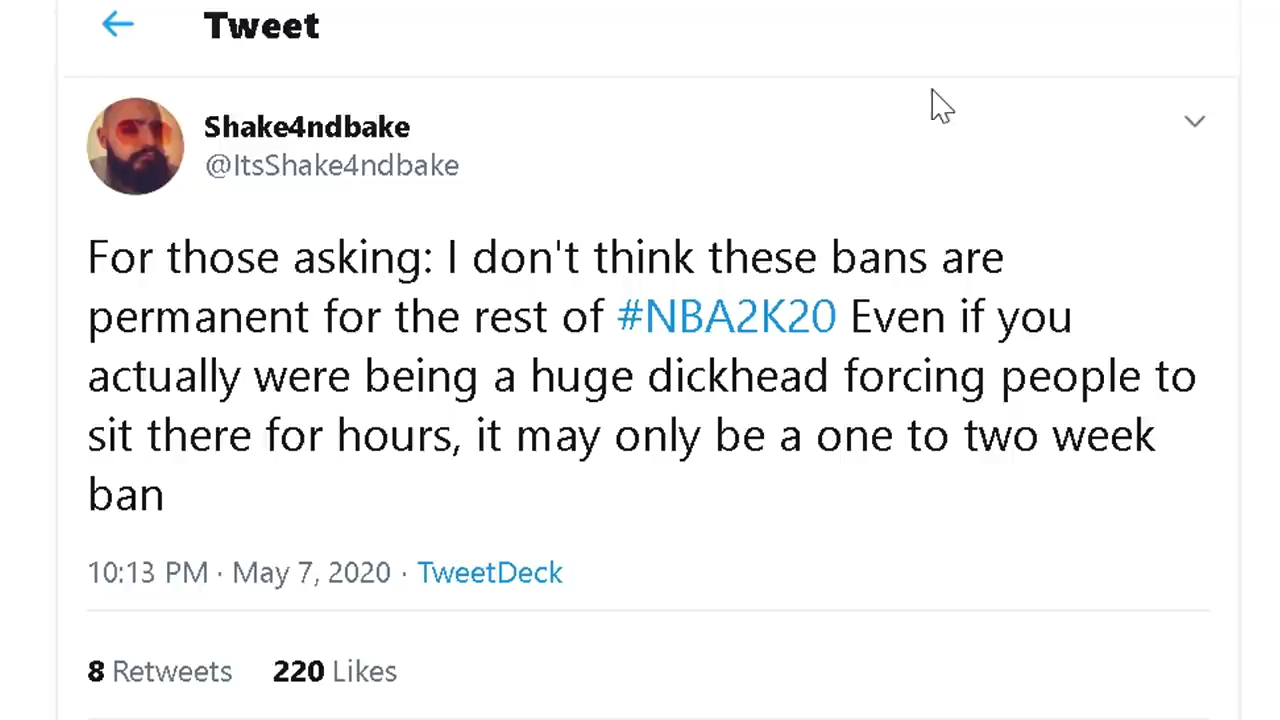 Tweet
Shake4ndbake
@ItsShake4ndbake
For those asking: I don't think these bans are
permanent for the rest of #NBA2K20 Even if you
actually were being a huge dickhead forcing people to
sit there for hours, it may only be a one to two week
ban
10:13 PM · May 7, 2020 · TweetDeck
8 Retweets 220 Likes